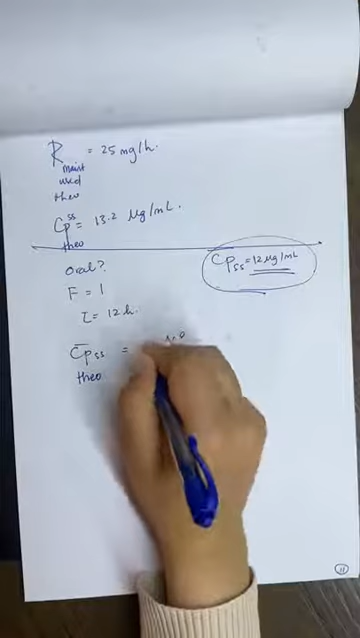 R maint used theo = 25 mg/h.
Cp ss theo = 13.2 µg/mL.
Oral?
Cpss = 12 µg/mL
F = 1
τ = 12 h.
C̅pss theo =
11